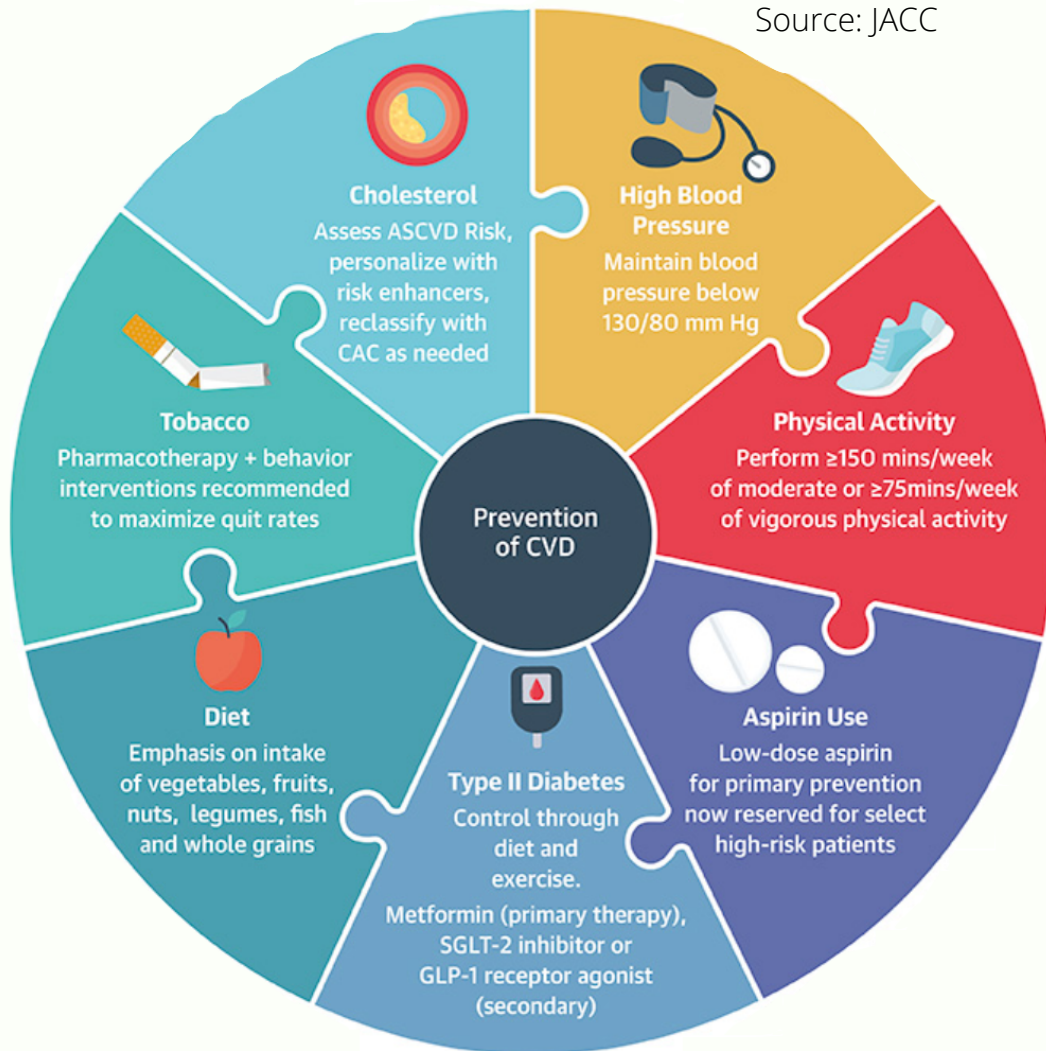 Source: JACC
Cholesterol
Assess ASCVD Risk,
personalize with
risk enhancers,
reclassify with
CAC as needed
High Blood
Pressure
Maintain blood
pressure below
130/80 mm Hg
Physical Activity
Perform ≥150 mins/week
of moderate or ≥75mins/week
of vigorous physical activity
Aspirin Use
Low-dose aspirin
for primary prevention
now reserved for select
high-risk patients
Type II Diabetes
Control through
diet and
exercise.
Metformin (primary therapy),
SGLT-2 inhibitor or
GLP-1 receptor agonist
(secondary)
Diet
Emphasis on intake
of vegetables, fruits,
nuts, legumes, fish
and whole grains
Tobacco
Pharmacotherapy + behavior
interventions recommended
to maximize quit rates
Prevention
of CVD